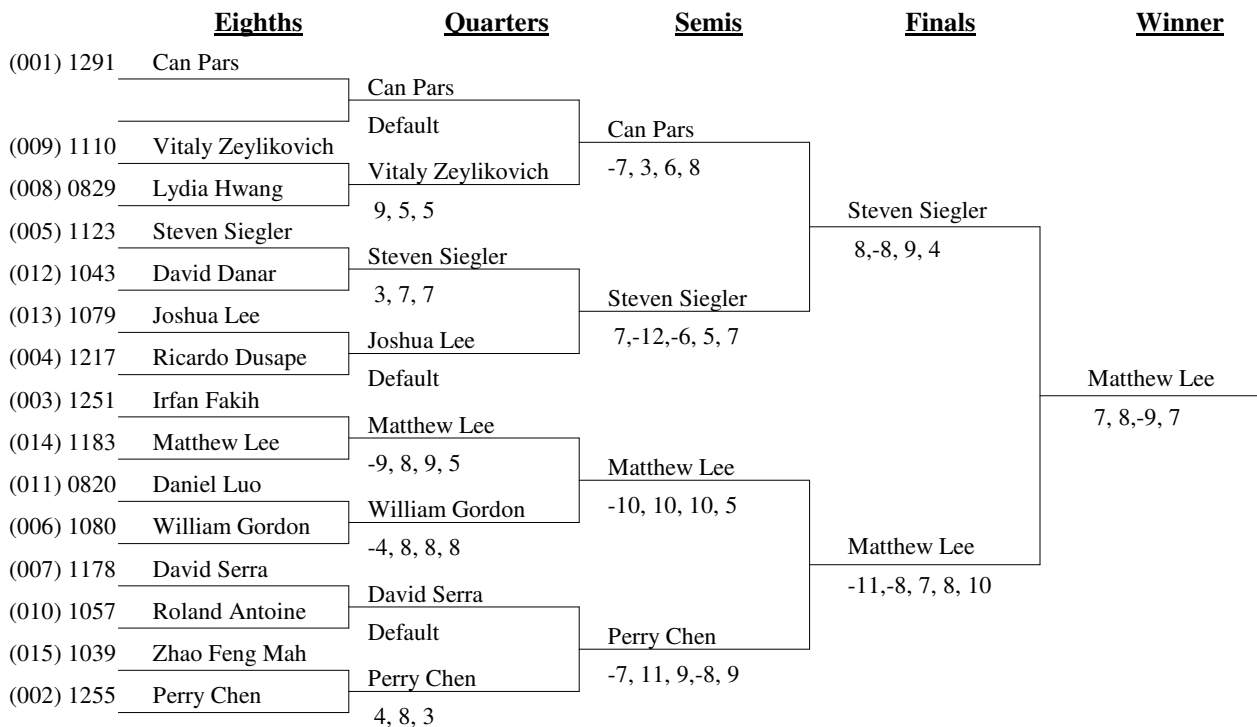 Eighths Quarters Semis Finals Winner
(001) 1291 Can Pars
Can Pars
Default
Can Pars
-7, 3, 6, 8
(009) 1110 Vitaly Zeylikovich
Vitaly Zeylikovich
(008) 0829 Lydia Hwang
9, 5, 5
Steven Siegler
8,-8, 9, 4
(005) 1123 Steven Siegler
Steven Siegler
(012) 1043 David Danar
3, 7, 7
Steven Siegler
7,-12,-6, 5, 7
(013) 1079 Joshua Lee
Joshua Lee
(004) 1217 Ricardo Dusape
Default
Matthew Lee
7, 8,-9, 7
(003) 1251 Irfan Fakih
Matthew Lee
(014) 1183 Matthew Lee
-9, 8, 9, 5
Matthew Lee
-10, 10, 10, 5
(011) 0820 Daniel Luo
William Gordon
(006) 1080 William Gordon
-4, 8, 8, 8
Matthew Lee
-11,-8, 7, 8, 10
(007) 1178 David Serra
David Serra
(010) 1057 Roland Antoine
Default
Perry Chen
-7, 11, 9,-8, 9
(015) 1039 Zhao Feng Mah
Perry Chen
(002) 1255 Perry Chen
4, 8, 3